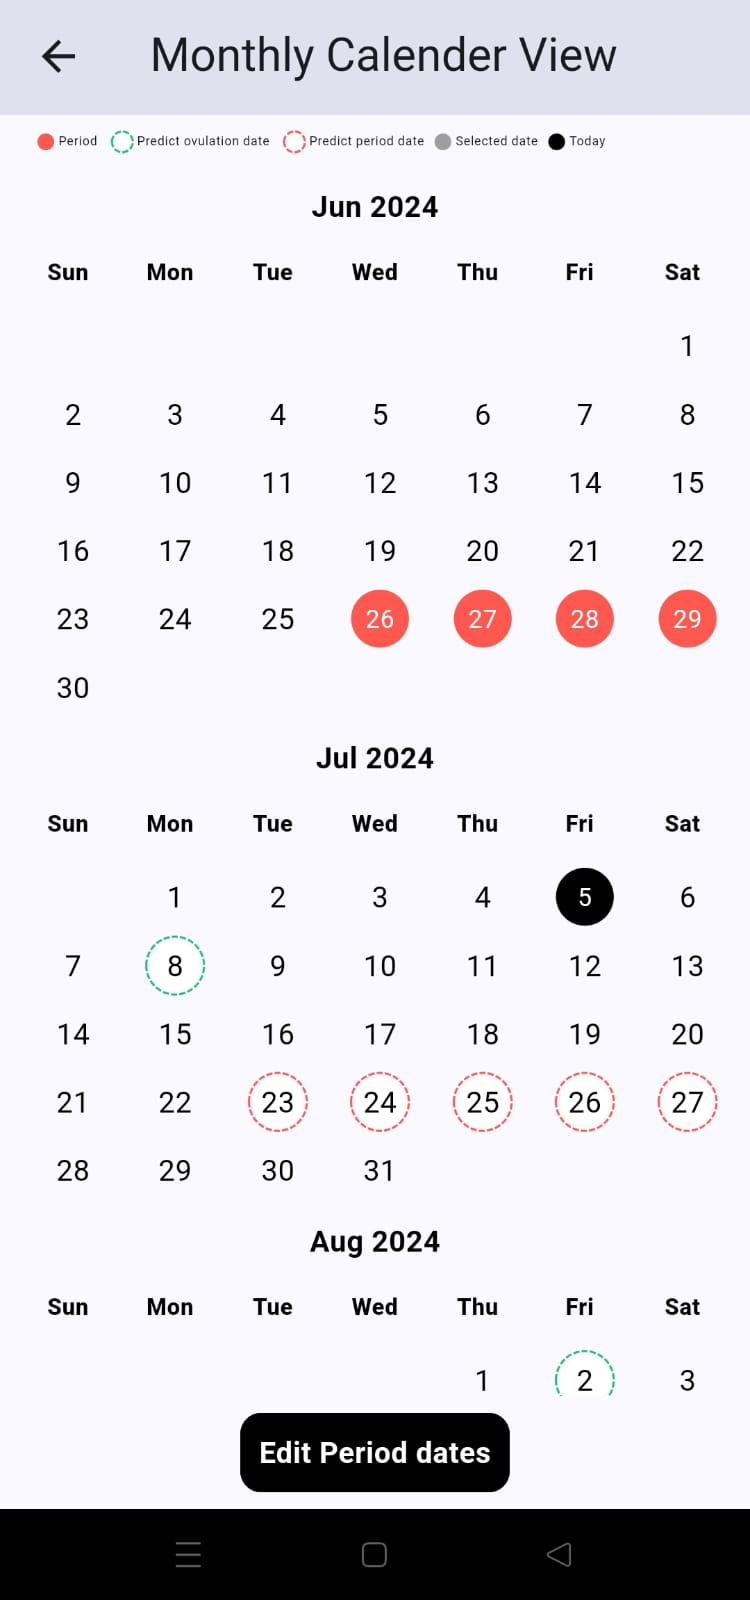 Monthly Calender View
Period Predict ovulation date Predict period date Selected date Today
Jun 2024
Sun Mon Tue Wed Thu Fri Sat
1
2 3 4 5 6 7 8
9 10 11 12 13 14 15
16 17 18 19 20 21 22
23 24 25 26 27 28 29
30
Jul 2024
Sun Mon Tue Wed Thu Fri Sat
1 2 3 4 5 6
7 8 9 10 11 12 13
14 15 16 17 18 19 20
21 22 23 24 25 26 27
28 29 30 31
Aug 2024
Sun Mon Tue Wed Thu Fri Sat
1 2 3
Edit Period dates